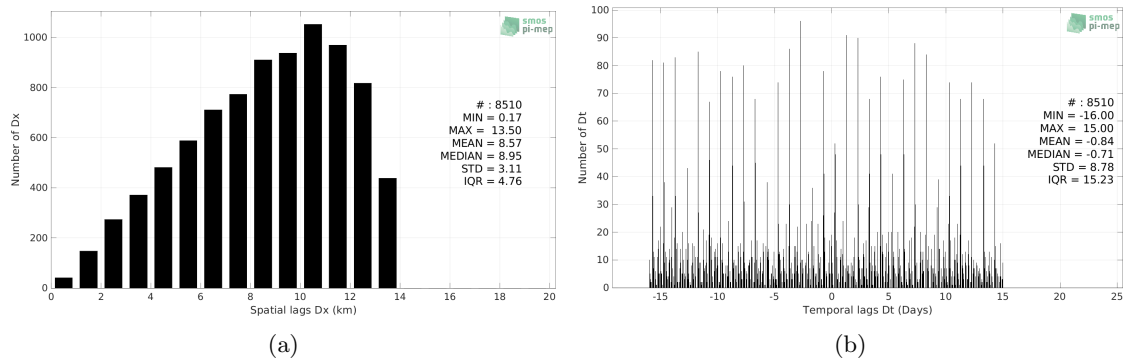 smos
pi-mep
1000
800
600
400
200
0
Number of Dx
# : 8510
MIN = 0.17
MAX = 13.50
MEAN = 8.57
MEDIAN = 8.95
STD = 3.11
IQR = 4.76
0 2 4 6 8 10 12 14 16 18 20
Spatial lags Dx (km)
(a)
smos
pi-mep
100
90
80
70
60
50
40
30
20
10
0
Number of Dt
# : 8510
MIN = -16.00
MAX = 15.00
MEAN = -0.84
MEDIAN = -0.71
STD = 8.78
IQR = 15.23
-15 -10 -5 0 5 10 15 20 25
Temporal lags Dt (Days)
(b)